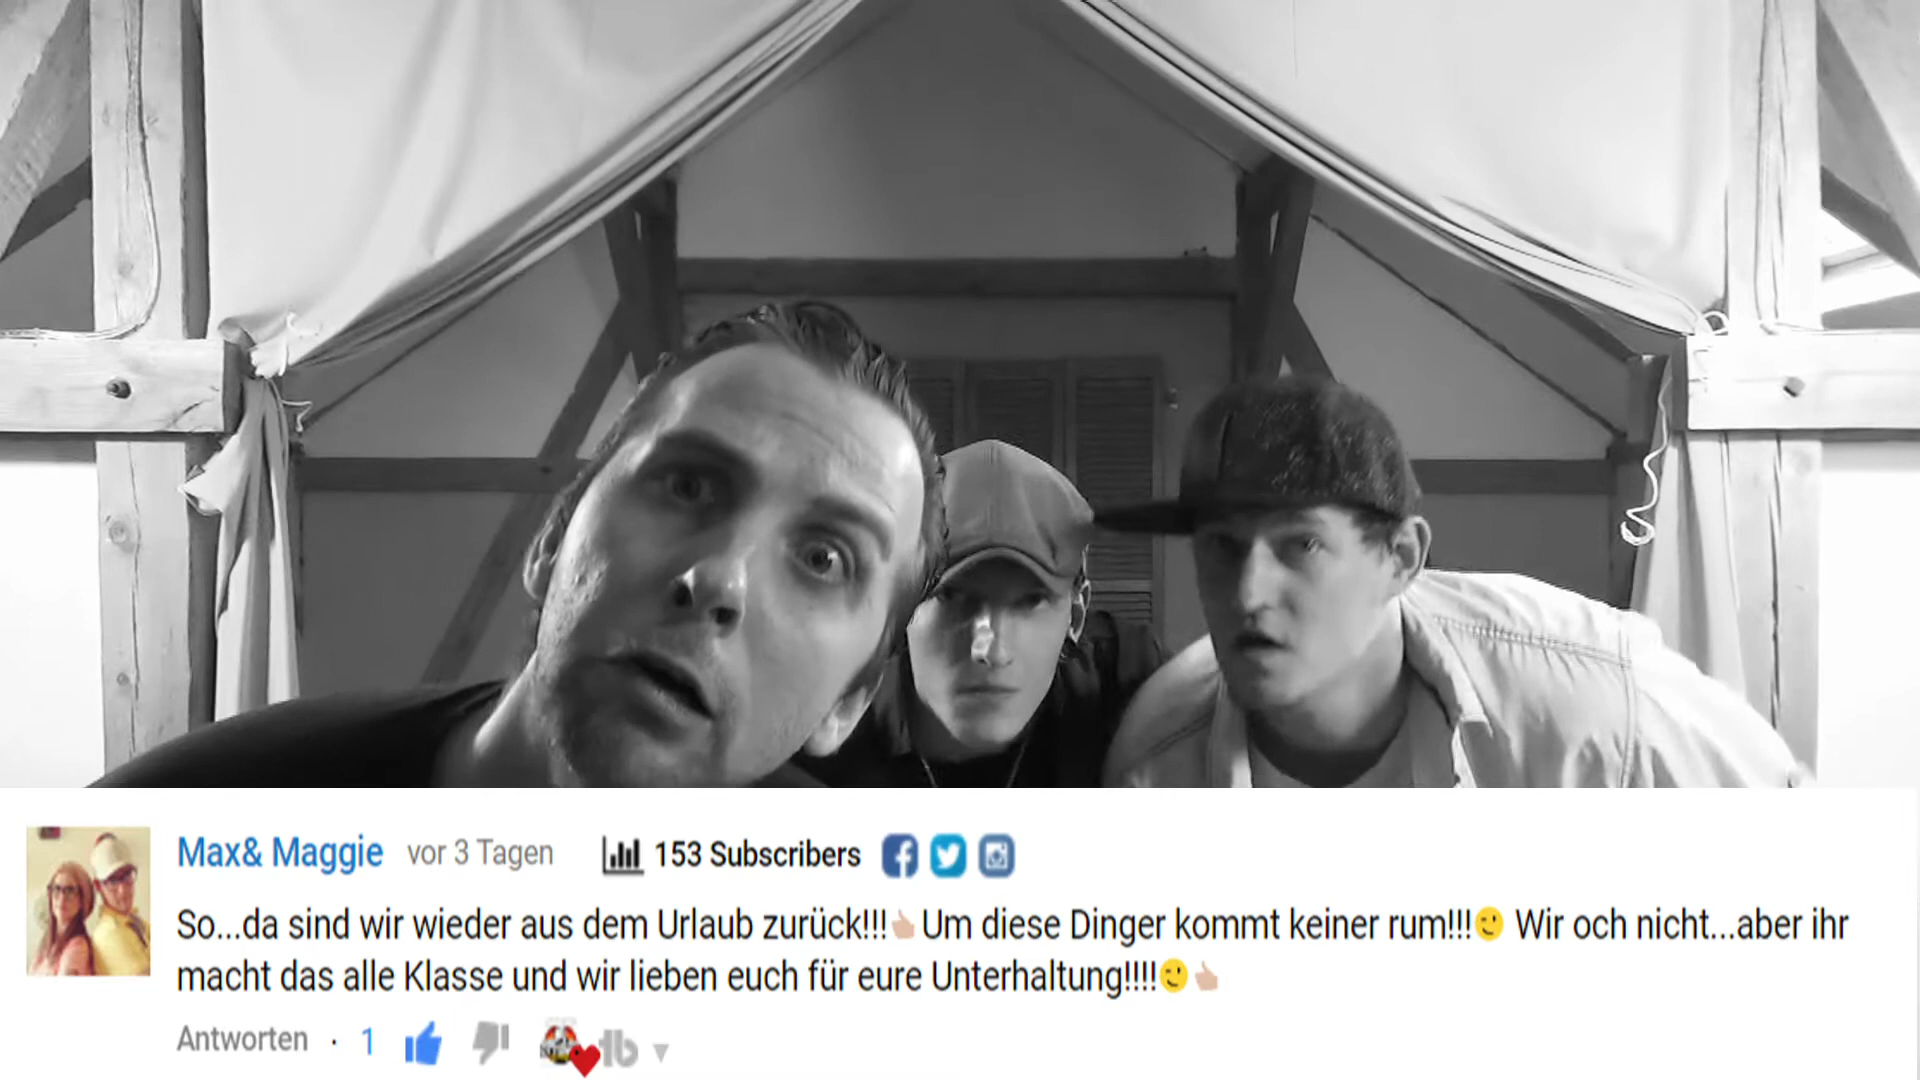 Max& Maggie vor 3 Tagen 153 Subscribers
So...da sind wir wieder aus dem Urlaub zurück!!!👍🏻Um diese Dinger kommt keiner rum!!!😉 Wir och nicht...aber ihr
macht das alle Klasse und wir lieben euch für eure Unterhaltung!!!!😉👍🏻
Antworten · 1